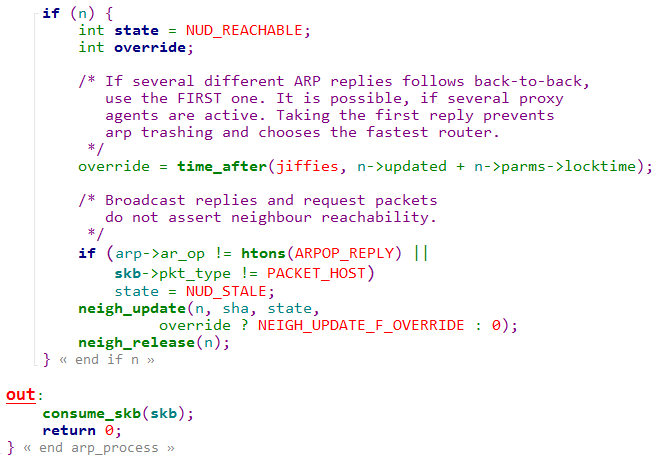 if (n) {
int state = NUD_REACHABLE;
int override;
/* If several different ARP replies follows back-to-back,
use the FIRST one. It is possible, if several proxy
agents are active. Taking the first reply prevents
arp trashing and chooses the fastest router.
*/
override = time_after(jiffies, n->updated + n->parms->locktime);
/* Broadcast replies and request packets
do not assert neighbour reachability.
*/
if (arp->ar_op != htons(ARPOP_REPLY) ||
skb->pkt_type != PACKET_HOST)
state = NUD_STALE;
neigh_update(n, sha, state,
override ? NEIGH_UPDATE_F_OVERRIDE : 0);
neigh_release(n);
} « end if n »
out:
consume_skb(skb);
return 0;
} « end arp_process »